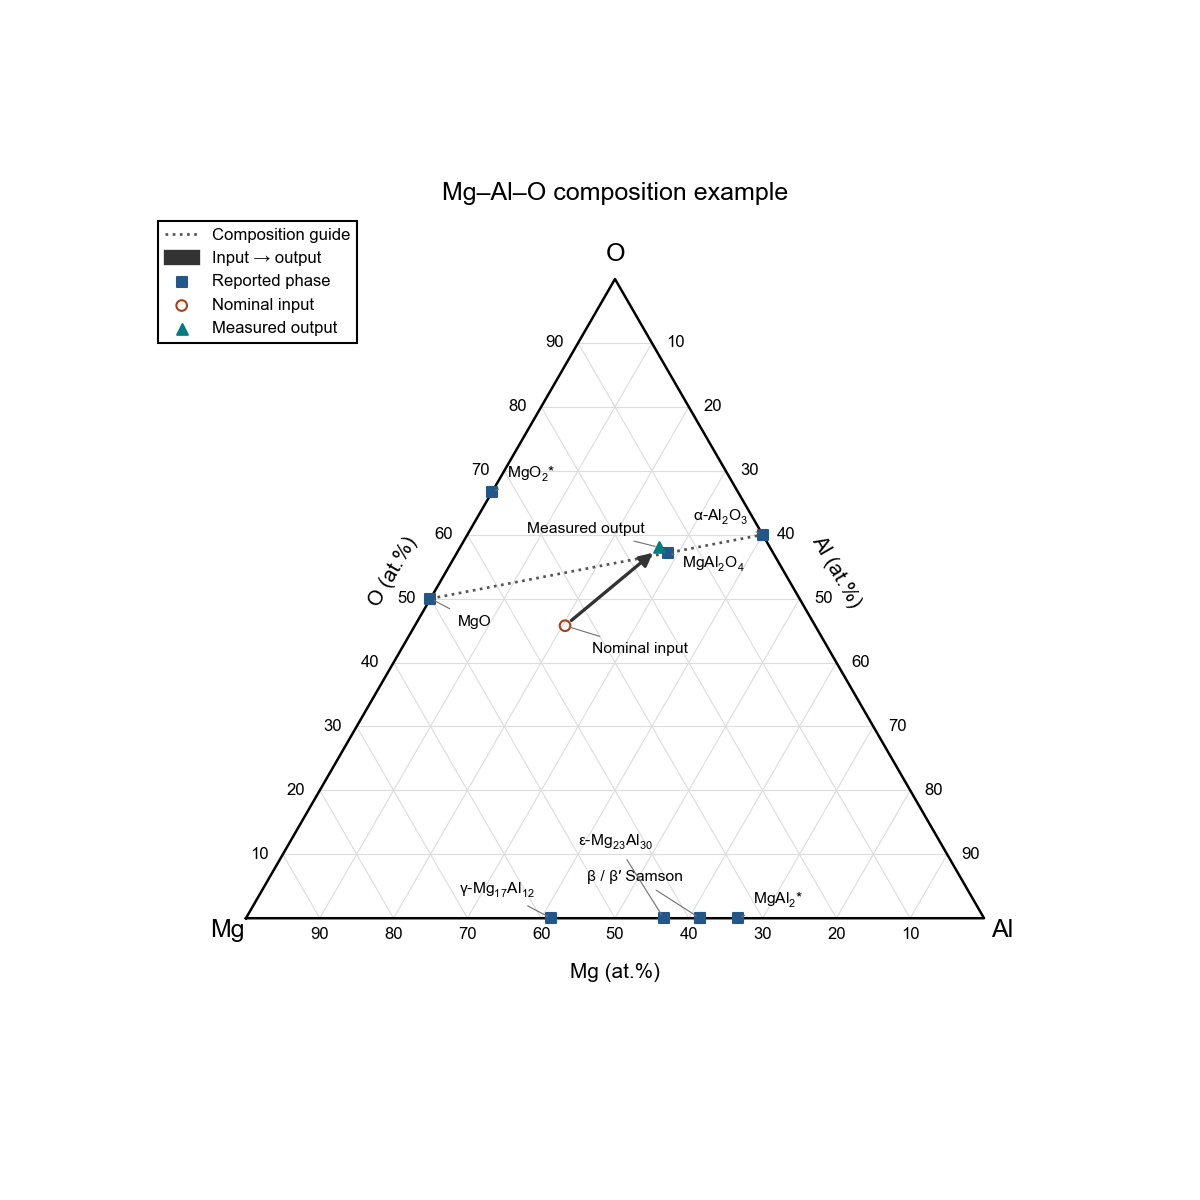 Mg–Al–O composition example
Composition guide
Input → output
Reported phase
Nominal input
Measured output
O
90
10
80
20
70
MgO₂*
30
α-Al₂O₃
Measured output
60
40
MgAl₂O₄
O (at.%)
Al (at.%)
50
50
MgO
Nominal input
40
60
30
70
20
80
ε-Mg₂₃Al₃₀
10
90
β / β′ Samson
γ-Mg₁₇Al₁₂
MgAl₂*
Mg
Al
90 80 70 60 50 40 30 20 10
Mg (at.%)